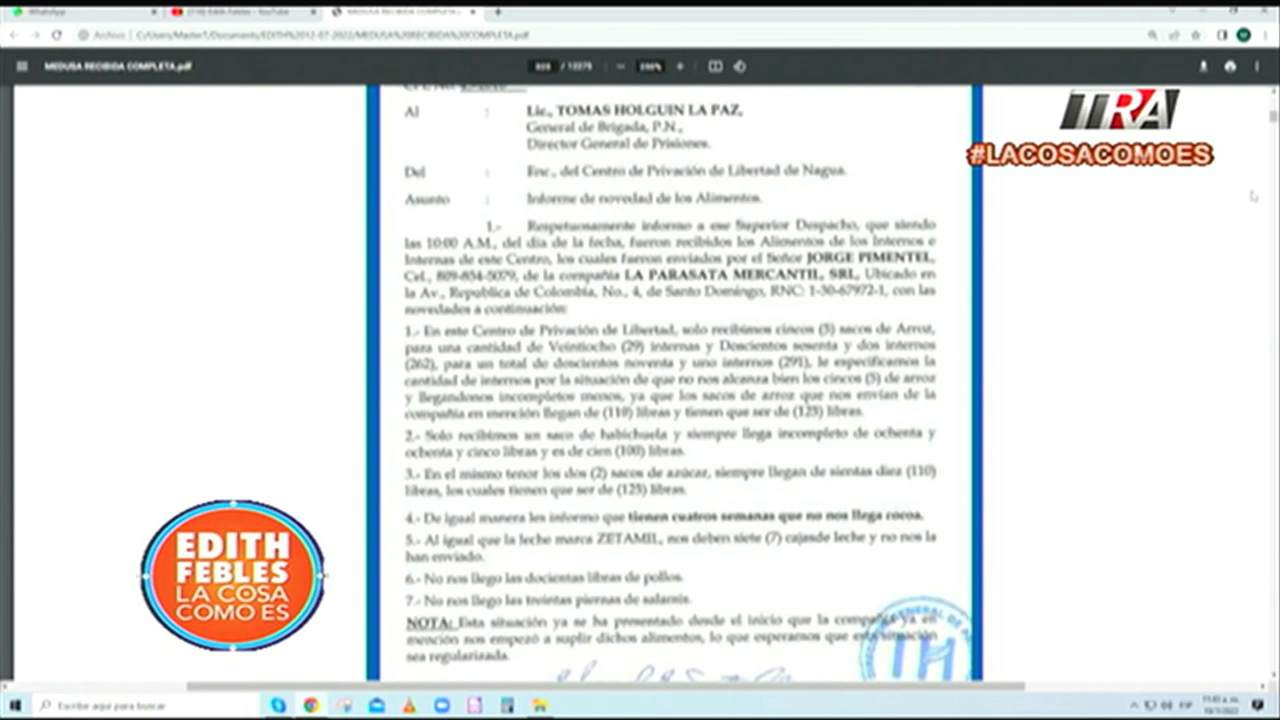 WhatsApp
MEDUSA RECIBIDA COMPLETA
Archivo
MEDUSA RECIBIDA COMPLETA.pdf
TRA
#LACOSACOMOES
Al : Lic., TOMAS HOLGUIN LA PAZ,
General de Brigada, P.N.,
Director General de Prisiones.
Del : Enc., del Centro de Privación de Libertad de Nagua.
Asunto : Informe de novedad de los Alimentos.
1.- Respetuosamente informo a ese Superior Despacho, que siendo
las 10:00 A.M., del día de la fecha, fueron recibidos los Alimentos de los Internos e
Internas de este Centro, los cuales fueron enviados por el Señor JORGE PIMENTEL,
Cel., 809-854-5079, de la compañía LA PARASATA MERCANTIL, SRL, Ubicado en
la Av., Republica de Colombia, No., 4, de Santo Domingo, RNC: 1-30-67972-1, con las
novedades a continuación:
1.- En este Centro de Privación de Libertad, solo recibimos cincos (5) sacos de Arroz,
para una cantidad de Veintiocho (29) internas y Doscientos sesenta y dos internos
(262), para un total de doscientos noventa y uno internos (291), le especificamos la
cantidad de internos por la situación de que no nos alcanza bien los cincos (5) de arroz
y llegandonos incompletos menos, ya que los sacos de arroz que nos envían de la
compañía en mención llegan de (110) libras y tienen que ser de (125) libras.
2.- Solo recibimos un saco de habichuela y siempre llega incompleto de ochenta y
ochenta y cinco libras y es de cien (100) libras.
3.- En el mismo tenor los dos (2) sacos de azúcar, siempre llegan de sientas diez (110)
libras, los cuales tienen que ser de (125) libras.
4.- De igual manera les informo que tienen cuatros semanas que no nos llega cocoa.
5.- Al igual que la leche marca ZETAMIL, nos deben siete (7) cajasde leche y no nos la
han enviado.
6.- No nos llego las docientas libras de pollos.
7.- No nos llego las treintas piernas de salamis.
NOTA: Esta situación ya se ha presentado desde el inicio que la compañía ya en
mención nos empezó a suplir dichos alimentos, lo que esperamos que esta situación
sea regularizada.
EDITH
FEBLES
LA COSA
COMO ES
Escribe aquí para buscar